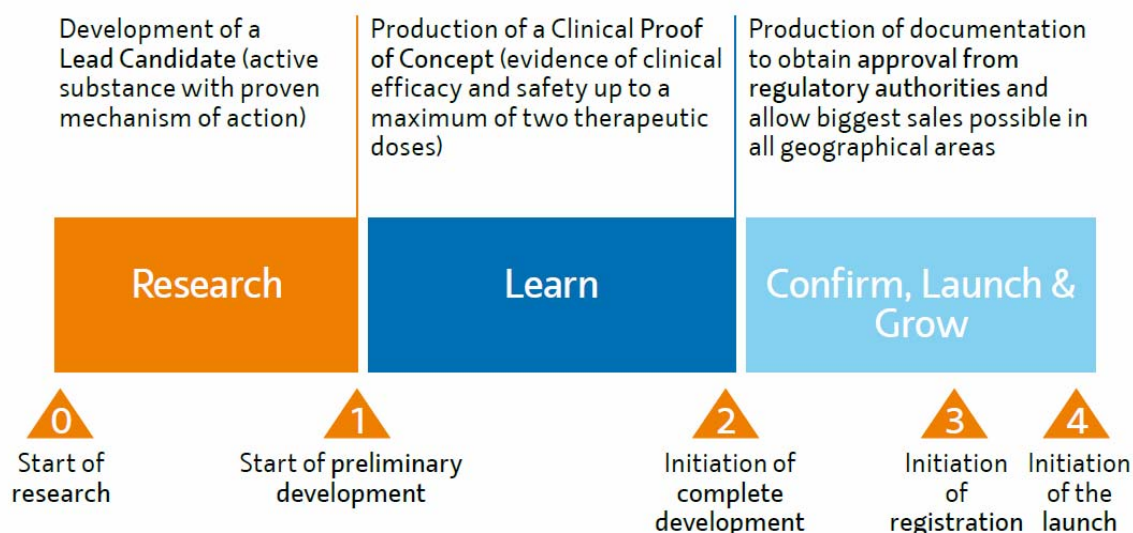 Development of a
Lead Candidate (active
substance with proven
mechanism of action)
Production of a Clinical Proof
of Concept (evidence of clinical
efficacy and safety up to a
maximum of two therapeutic
doses)
Production of documentation
to obtain approval from
regulatory authorities and
allow biggest sales possible in
all geographical areas
Research
Learn
Confirm, Launch &
Grow
0
Start of
research
1
Start of preliminary
development
2
Initiation of
complete
development
3
Initiation
of
registration
4
Initiation
of the
launch